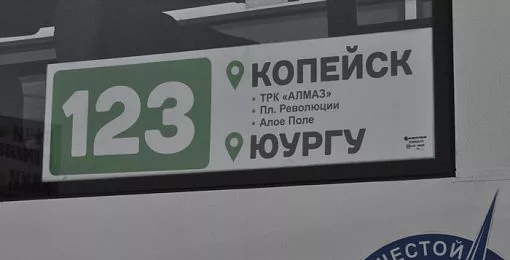 123
КОПЕЙСК
• ТРК «АЛМАЗ»
• Пл. Революции
• Алое Поле
ЮУРГУ